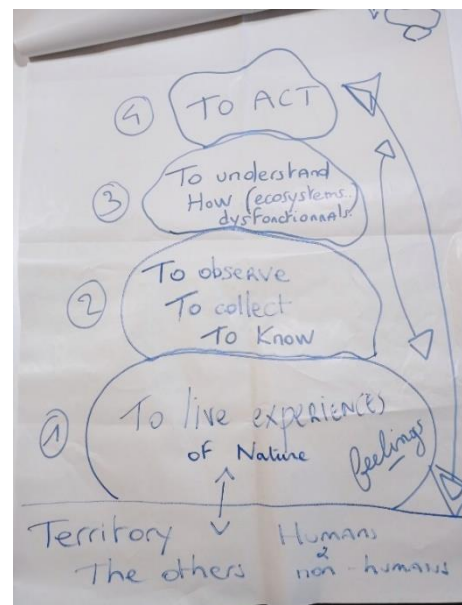 4
To ACT
3
To understand
How (ecosystems...
dysfonctionnals.
2
To observe
To collect
To Know
1
To live experiences
of Nature
feelings
Territory
The others
Humans
&
non-humans